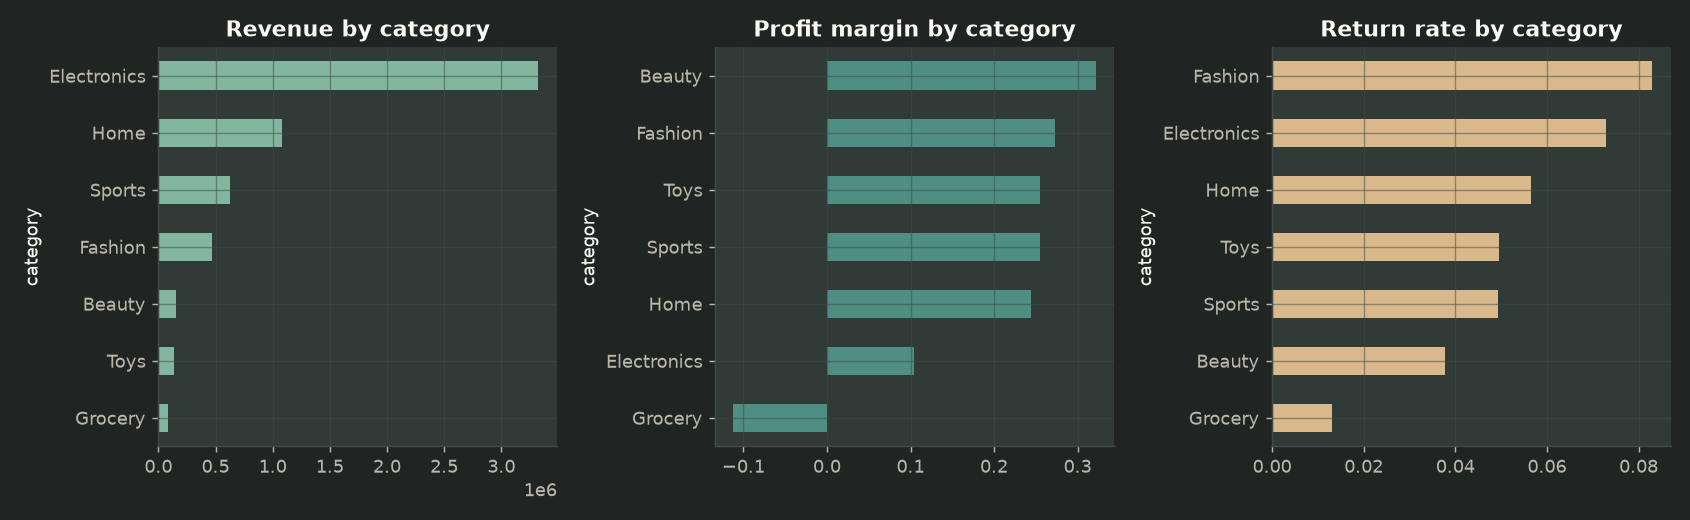 Revenue by category
Electronics
Home
Sports
Fashion
Beauty
Toys
Grocery
category
0.0 0.5 1.0 1.5 2.0 2.5 3.0
1e6
Profit margin by category
Beauty
Fashion
Toys
Sports
Home
Electronics
Grocery
category
−0.1 0.0 0.1 0.2 0.3
Return rate by category
Fashion
Electronics
Home
Toys
Sports
Beauty
Grocery
category
0.00 0.02 0.04 0.06 0.08